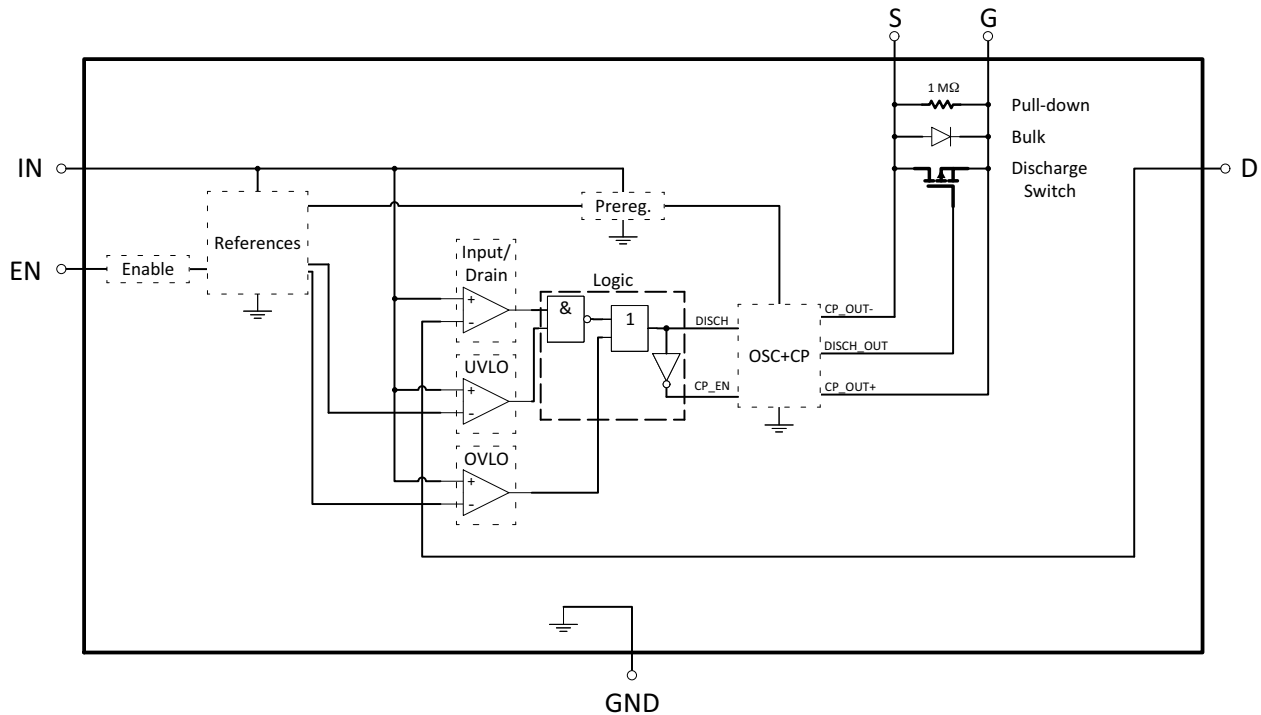 S
G
1 MΩ
Pull-down
Bulk
Discharge
Switch
IN
D
Prereg.
References
EN
Enable
Input/
Drain
+
-
Logic
&
1
DISCH
CP_EN
OSC+CP
CP_OUT-
DISCH_OUT
CP_OUT+
UVLO
+
-
OVLO
+
-
GND